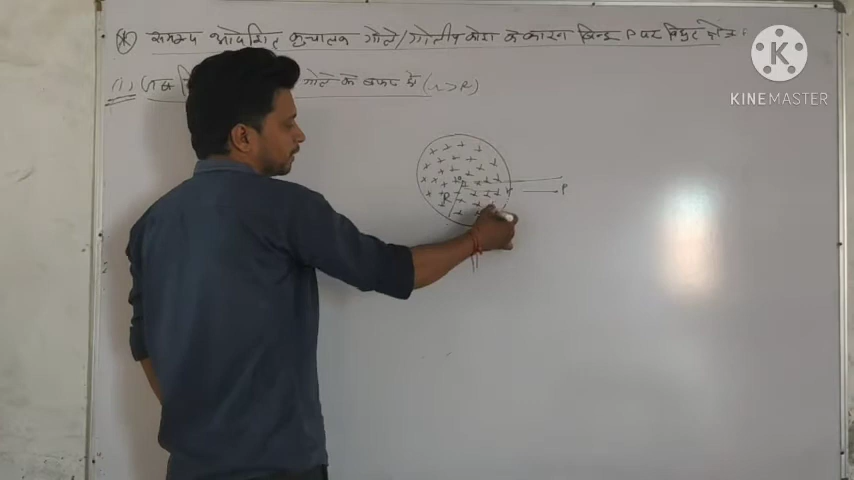 * समरूप आवेशित कुचालक गोले/गोलीय कोश के कारण बिन्दु P पर विद्युत क्षेत्र:
(1) जब गोले के बाहर हो (r>R)
R
P
K
KINEMASTER